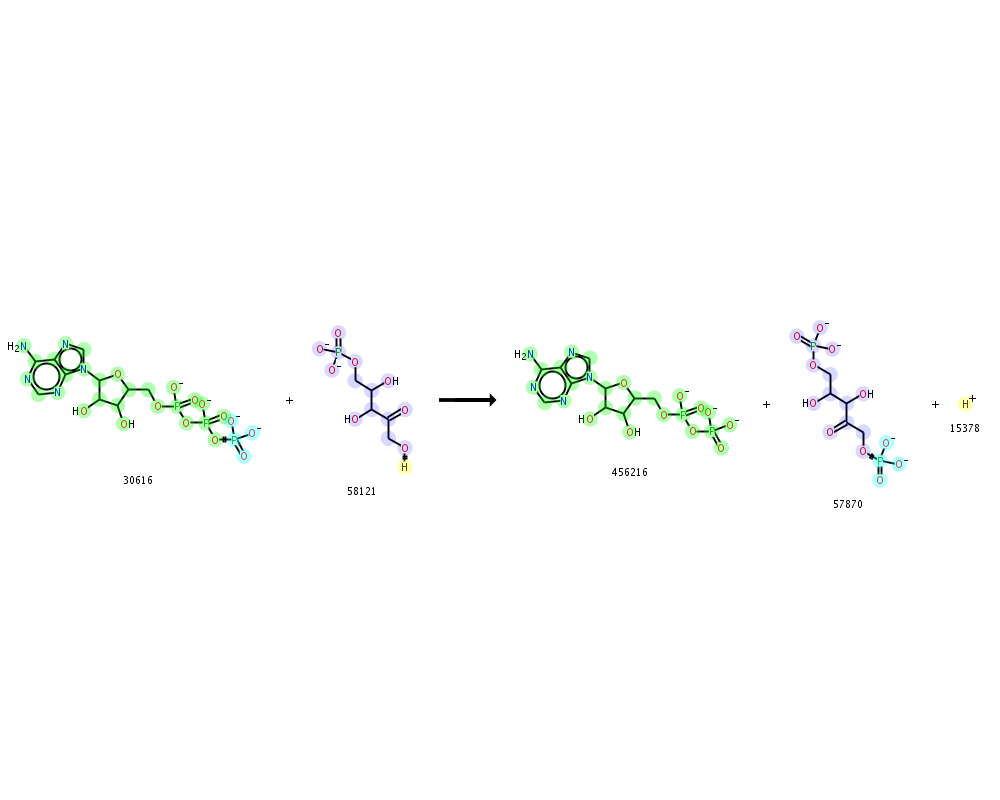 H2N N N N N O HO OH O O− P O O O− P O O O− P O− O
30616
+
O O− P O− O OH HO O O H
58121
H2N N N N N O HO OH O O− P O O O− P O− O
456216
+
O O− P O− O HO OH O O O− P O− O
57870
+
H+
15378